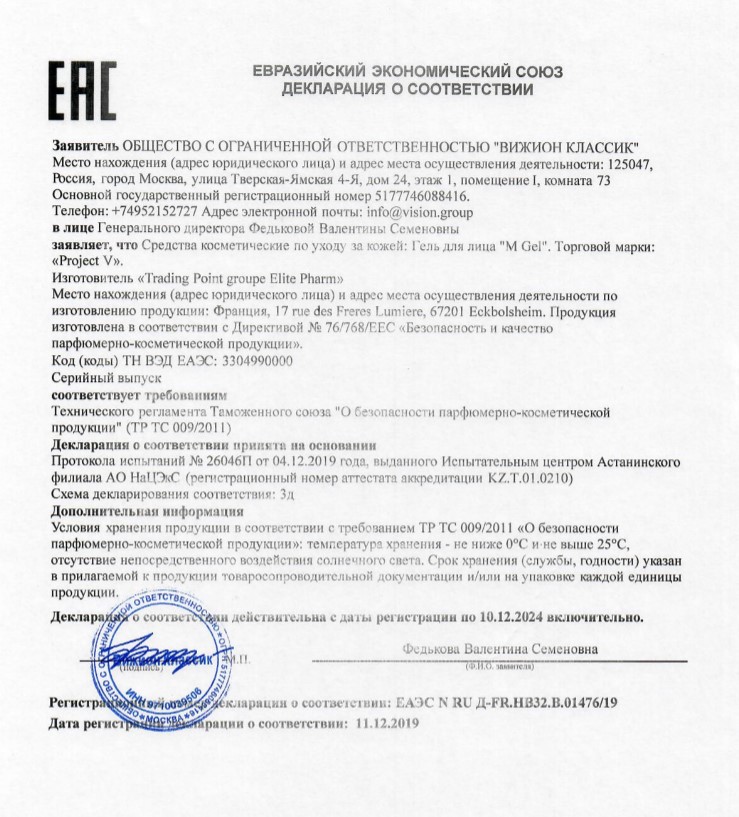 EAC
ЕВРАЗИЙСКИЙ ЭКОНОМИЧЕСКИЙ СОЮЗ
ДЕКЛАРАЦИЯ О СООТВЕТСТВИИ
Заявитель ОБЩЕСТВО С ОГРАНИЧЕННОЙ ОТВЕТСТВЕННОСТЬЮ "ВИЖИОН КЛАССИК"
Место нахождения (адрес юридического лица) и адрес места осуществления деятельности: 125047,
Россия, город Москва, улица Тверская-Ямская 4-Я, дом 24, этаж 1, помещение I, комната 73
Основной государственный регистрационный номер 5177746088416.
Телефон: +74952152727 Адрес электронной почты: info@vision.group
в лице Генерального директора Федьковой Валентины Семеновны
заявляет, что Средства косметические по уходу за кожей: Гель для лица "M Gel". Торговой марки:
«Project V».
Изготовитель «Trading Point groupe Elite Pharm»
Место нахождения (адрес юридического лица) и адрес места осуществления деятельности по
изготовлению продукции: Франция, 17 rue des Freres Lumiere, 67201 Eckbolsheim. Продукция
изготовлена в соответствии с Директивой № 76/768/EEC «Безопасность и качество
парфюмерно-косметической продукции».
Код (коды) ТН ВЭД ЕАЭС: 3304990000
Серийный выпуск
соответствует требованиям
Технического регламента Таможенного союза "О безопасности парфюмерно-косметической
продукции" (ТР ТС 009/2011)
Декларация о соответствии принята на основании
Протокола испытаний № 26046П от 04.12.2019 года, выданного Испытательным центром Астанинского
филиала АО НаЦЭкС (регистрационный номер аттестата аккредитации KZ.T.01.0210)
Схема декларирования соответствия: 3д
Дополнительная информация
Условия хранения продукции в соответствии с требованием ТР ТС 009/2011 «О безопасности
парфюмерно-косметической продукции»: температура хранения - не ниже 0°С и не выше 25°С,
отсутствие непосредственного воздействия солнечного света. Срок хранения (службы, годности) указан
в прилагаемой к продукции товаросопроводительной документации и/или на упаковке каждой единицы
продукции.
Декларация о соответствии действительна с даты регистрации по 10.12.2024 включительно.
Федькова Валентина Семеновна
(подпись) М.П. (Ф.И.О. заявителя)
ОБЩЕСТВО С ОГРАНИЧЕННОЙ ОТВЕТСТВЕННОСТЬЮ * ОГРН 5177746088416 * МОСКВА *
Вижион Классик
ИНН 9710039506
Регистрационный номер декларации о соответствии: ЕАЭС N RU Д-FR.НВ32.В.01476/19
Дата регистрации декларации о соответствии: 11.12.2019